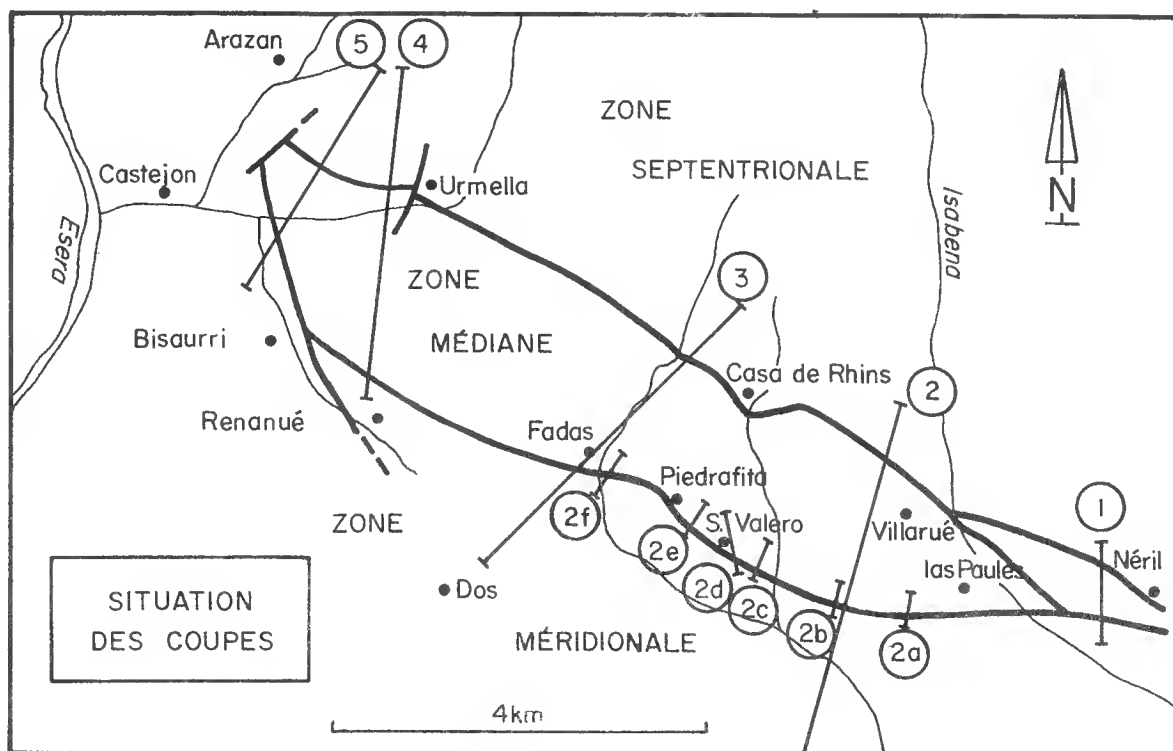 Arazan
5
4
ZONE
SEPTENTRIONALE
N
Castejon
Urmella
Esera
Isabena
ZONE
MÉDIANE
3
Bisaurri
Casa de Rhins
2
Renanué
Fadas
Piedrafita
1
2f
S. Valero
Villarué
ZONE
2e
las Paules
Néril
Dos
2d
2c
2b
2a
MÉRIDIONALE
SITUATION
DES COUPES
4km